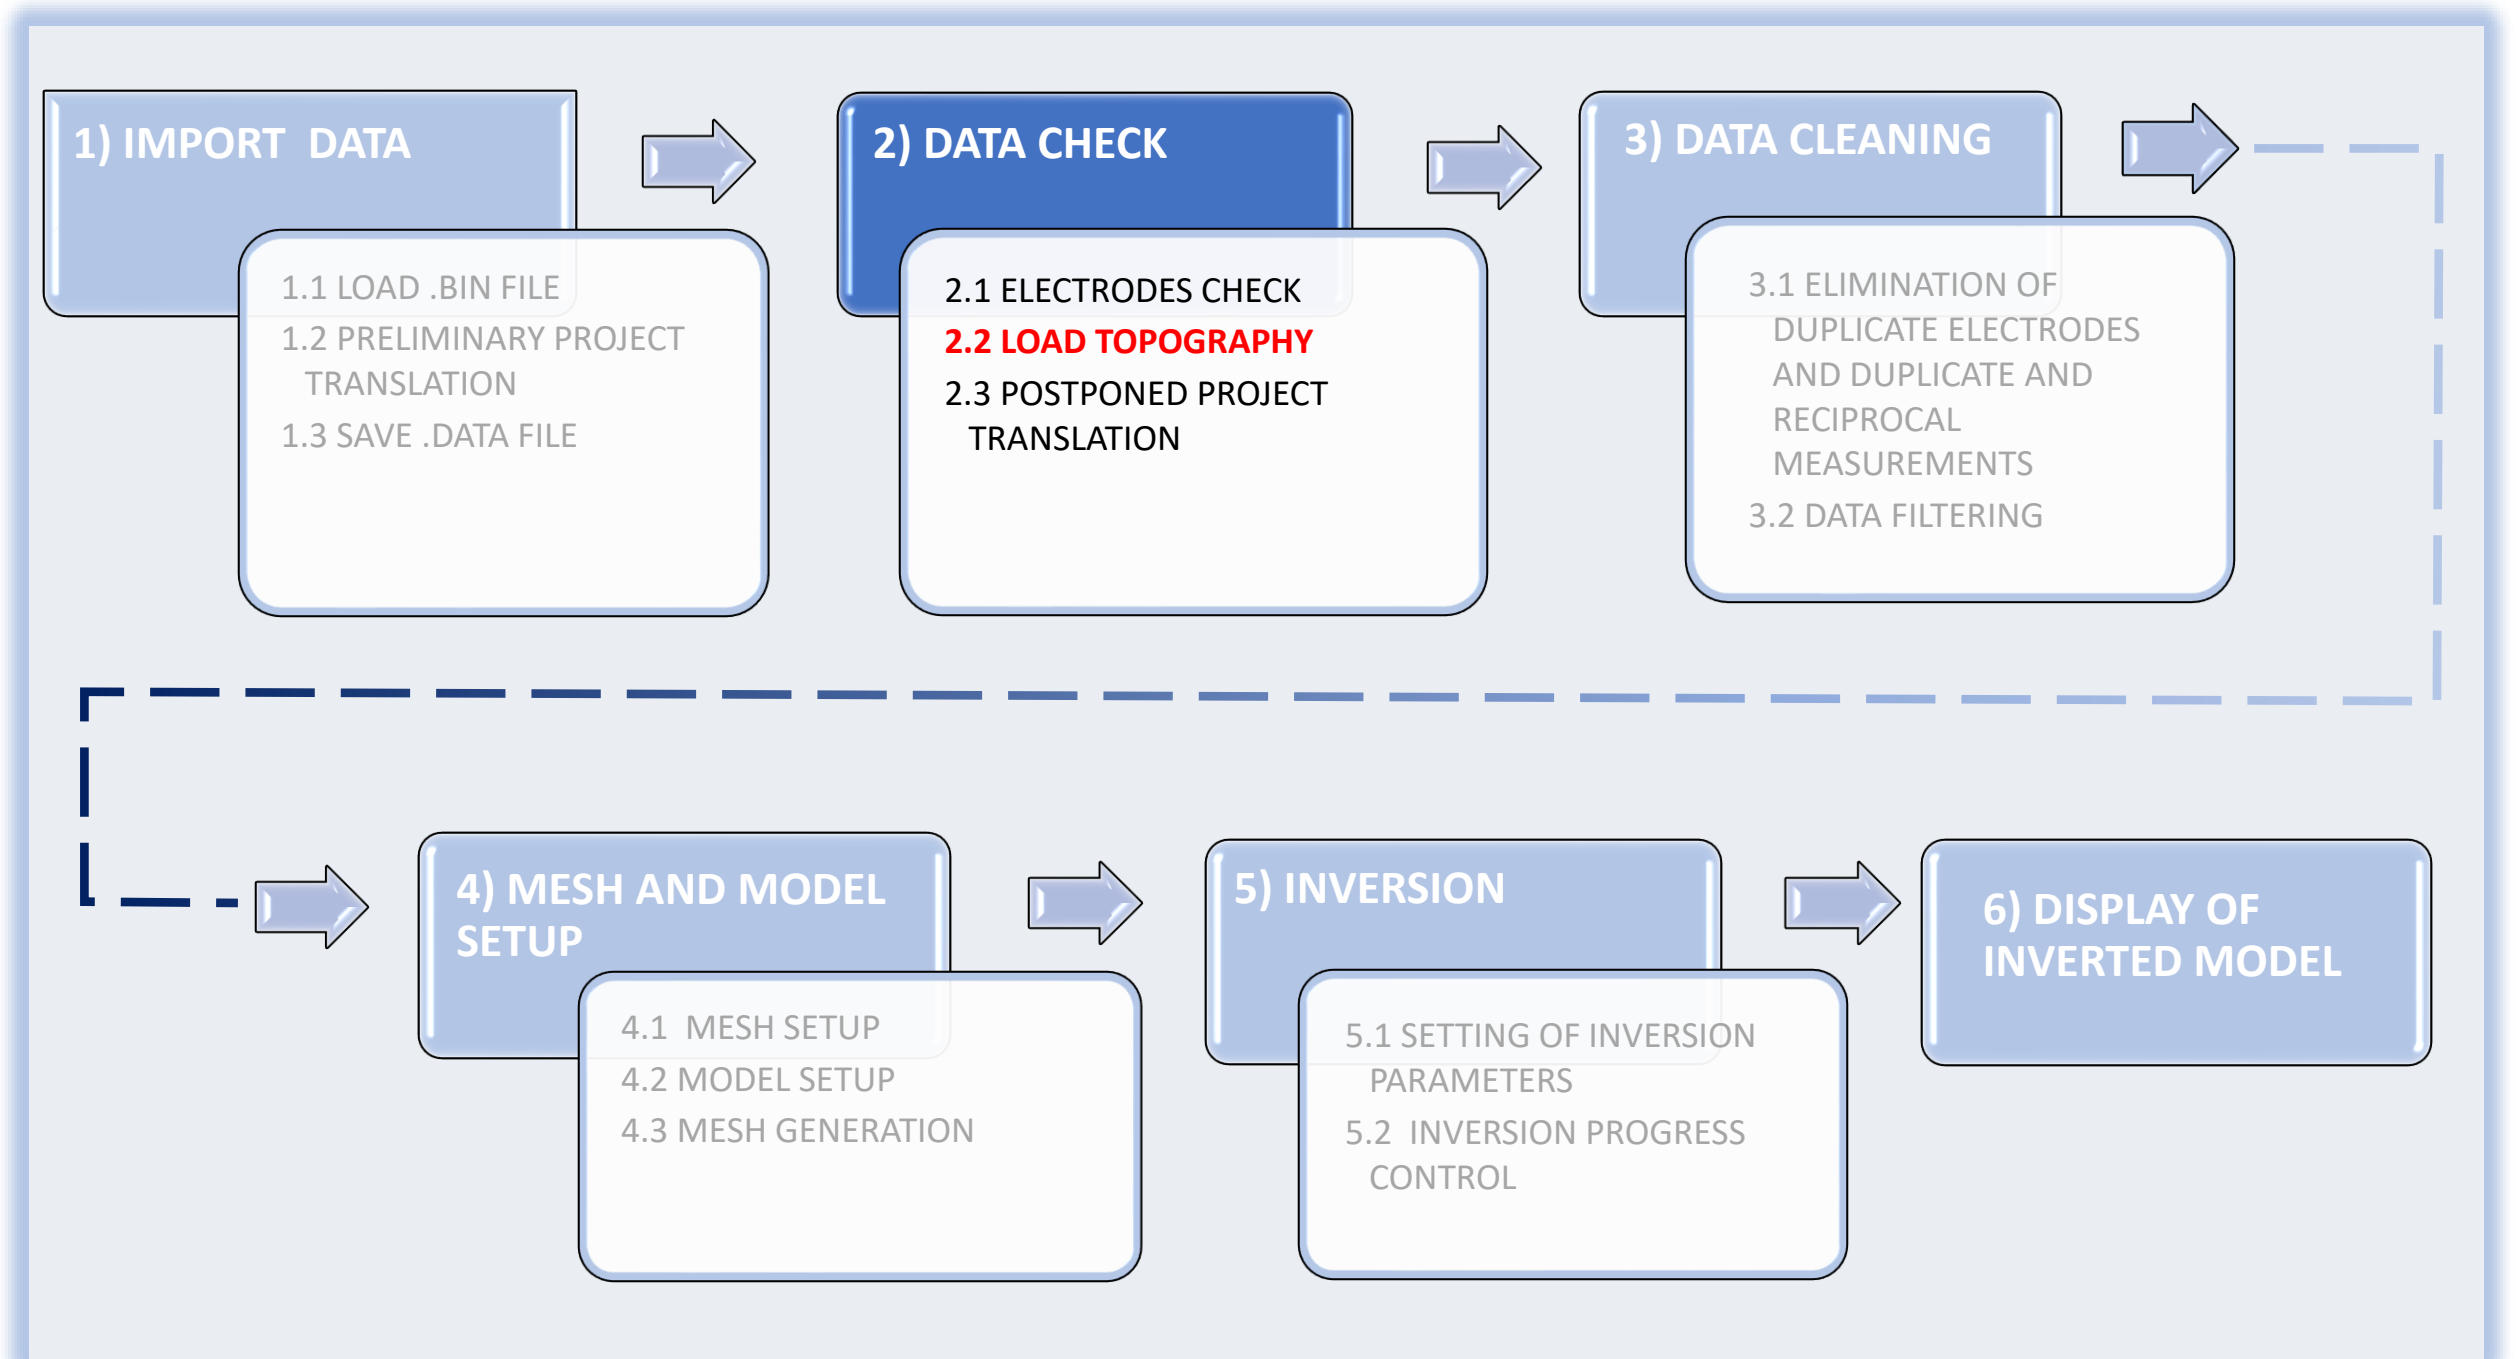 1) IMPORT  DATA
1.1 LOAD .BIN FILE
1.2 PRELIMINARY PROJECT
TRANSLATION
1.3 SAVE .DATA FILE
2) DATA CHECK
2.1 ELECTRODES CHECK
2.2 LOAD TOPOGRAPHY
2.3 POSTPONED PROJECT
TRANSLATION
3) DATA CLEANING
3.1 ELIMINATION OF
DUPLICATE ELECTRODES
AND DUPLICATE AND
RECIPROCAL
MEASUREMENTS
3.2 DATA FILTERING
4) MESH AND MODEL
SETUP
4.1  MESH SETUP
4.2 MODEL SETUP
4.3 MESH GENERATION
5) INVERSION
5.1 SETTING OF INVERSION
PARAMETERS
5.2  INVERSION PROGRESS
CONTROL
6) DISPLAY OF
INVERTED MODEL